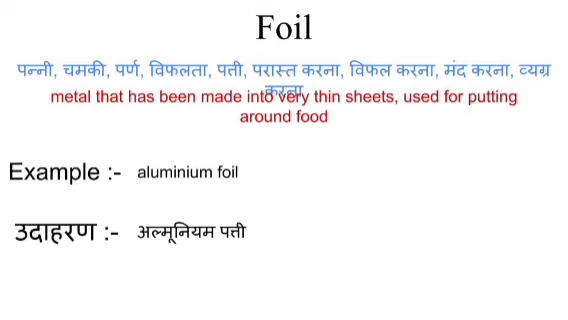 Foil
पन्नी, चमकी, पर्ण, विफलता, पत्ती, परास्त करना, विफल करना, मंद करना, व्यग्र
करना
metal that has been made into very thin sheets, used for putting
around food
Example :- aluminium foil
उदाहरण :- अल्मूनियम पत्ती